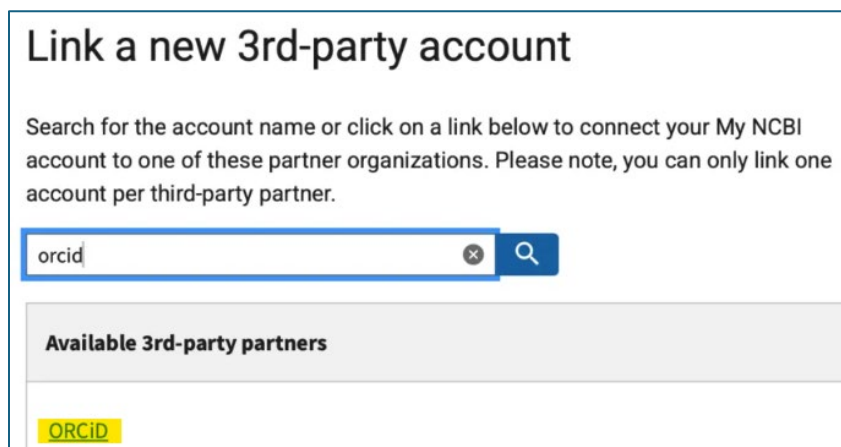 Link a new 3rd-party account
Search for the account name or click on a link below to connect your My NCBI
account to one of these partner organizations. Please note, you can only link one
account per third-party partner.
orcid
Available 3rd-party partners
ORCiD